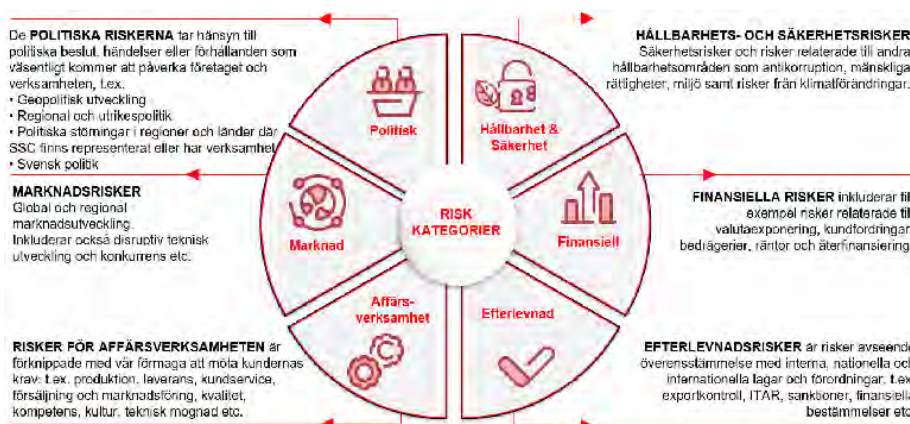 De POLITISKA RISKERNA tar hänsyn till
politiska beslut, händelser eller förhållanden som
väsentligt kommer att påverka företaget och
verksamheten, t.ex.
• Geopolitisk utveckling
• Regional och utrikespolitik
• Politiska störningar i regioner och länder där
SSC finns representerat eller har verksamhet
• Svensk politik
MARKNADSRISKER
Global och regional
marknadsutveckling.
Inkluderar också disruptiv teknisk
utveckling och konkurrens etc.
RISKER FÖR AFFÄRSVERKSAMHETEN är
förknippade med vår förmaga att möta kundernas
krav: t.ex. produktion, leverans, kundservice,
försäljning och marknadsföring, kvalitet,
kompetens, kultur, teknisk mognad etc.
Politisk
Hållbarhet &
Säkerhet
Marknad
RISK
KATEGORIER
Finansiell
Affärs-
verksamhet
Efterlevnad
HÅLLBARHETS- OCH SÄKERHETSRISKER
Säkerhetsrisker och risker relaterade till andra
hållbarhetsområden som antikorruption, mänskliga
rättigheter, miljö samt risker från klimatförändringar.
FINANSIELLA RISKER inkluderar till
exempel risker relaterade till
valutaexponering, kundfordringar,
bedrägerier, räntor och återfinansiering
EFTERLEVNADSRISKER är risker avseende
överensstämmelse med interna, nationella och
internationella lagar och förordningar, t.ex
exportkontroll, ITAR, sanktioner, finansiella
bestämmelser etc